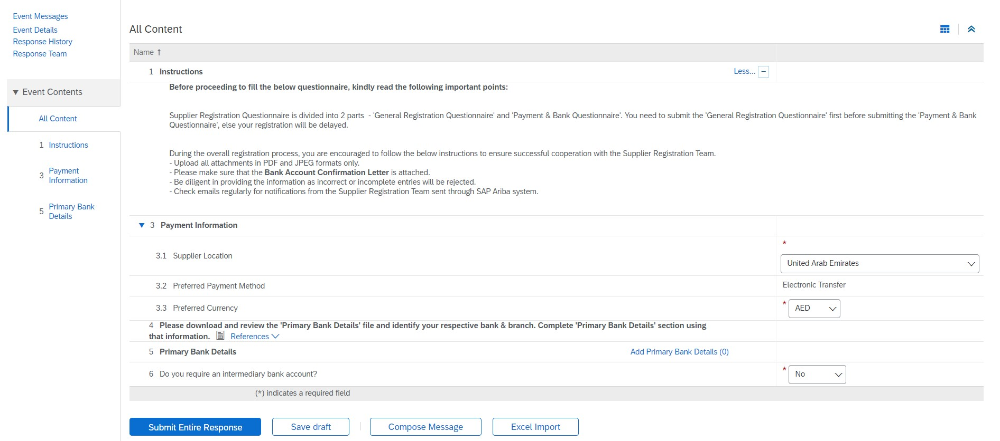 Event Messages
Event Details
Response History
Response Team
Event Contents
All Content
1 Instructions
3 Payment
Information
5 Primary Bank
Details
All Content
Name ↑
1 Instructions Less...
Before proceeding to fill the below questionnaire, kindly read the following important points:
Supplier Registration Questionnaire is divided into 2 parts - 'General Registration Questionnaire' and 'Payment & Bank Questionnaire'. You need to submit the 'General Registration Questionnaire' first before submitting the 'Payment & Bank
Questionnaire', else your registration will be delayed.
During the overall registration process, you are encouraged to follow the below instructions to ensure successful cooperation with the Supplier Registration Team.
- Upload all attachments in PDF and JPEG formats only.
- Please make sure that the Bank Account Confirmation Letter is attached.
- Be diligent in providing the information as incorrect or incomplete entries will be rejected.
- Check emails regularly for notifications from the Supplier Registration Team sent through SAP Ariba system.
3 Payment Information
*
3.1 Supplier Location United Arab Emirates
3.2 Preferred Payment Method Electronic Transfer
3.3 Preferred Currency * AED
4 Please download and review the 'Primary Bank Details' file and identify your respective bank & branch. Complete 'Primary Bank Details' section using
that information. References
5 Primary Bank Details Add Primary Bank Details (0)
6 Do you require an intermediary bank account? * No
(*) indicates a required field
Submit Entire Response Save draft Compose Message Excel Import